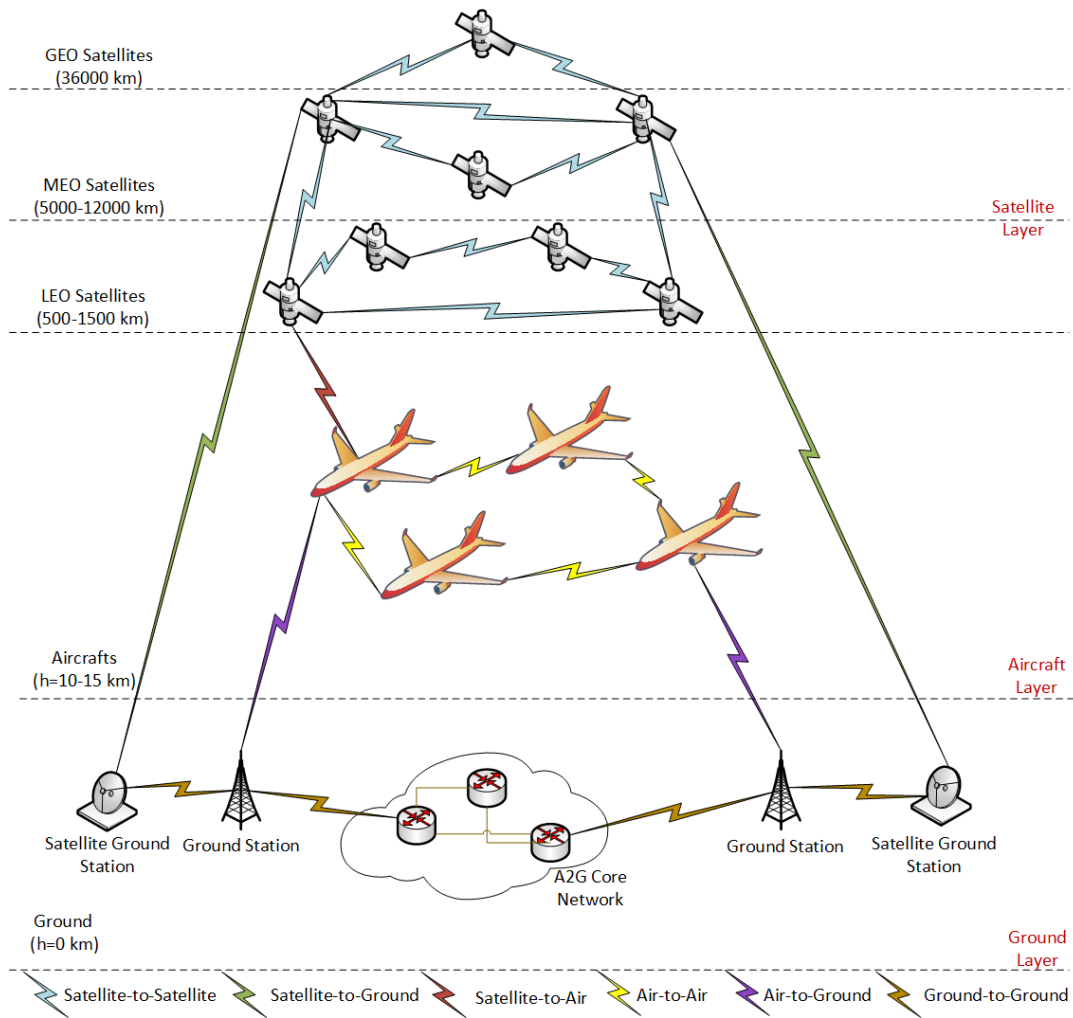 GEO Satellites
(36000 km)
MEO Satellites
(5000-12000 km)
Satellite
Layer
LEO Satellites
(500-1500 km)
Aircrafts
(h=10-15 km)
Aircraft
Layer
Satellite Ground
Station
Ground Station
A2G Core
Network
Ground Station
Satellite Ground
Station
Ground
(h=0 km)
Ground
Layer
Satellite-to-Satellite
Satellite-to-Ground
Satellite-to-Air
Air-to-Air
Air-to-Ground
Ground-to-Ground